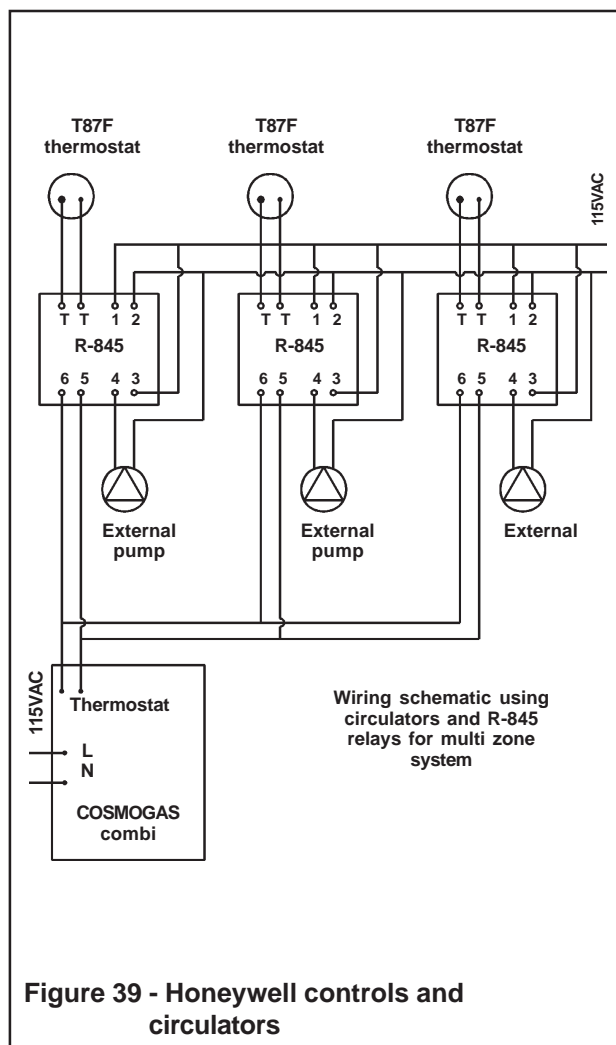 T87F
thermostat
T87F
thermostat
T87F
thermostat
115VAC
T T 1 2
R-845
6 5 4 3
T T 1 2
R-845
6 5 4 3
T T 1 2
R-845
6 5 4 3
External
pump
External
pump
External
115VAC
Thermostat
L
N
COSMOGAS
combi
Wiring schematic using
circulators and R-845
relays for multi zone
system
Figure 39 - Honeywell controls and
circulators